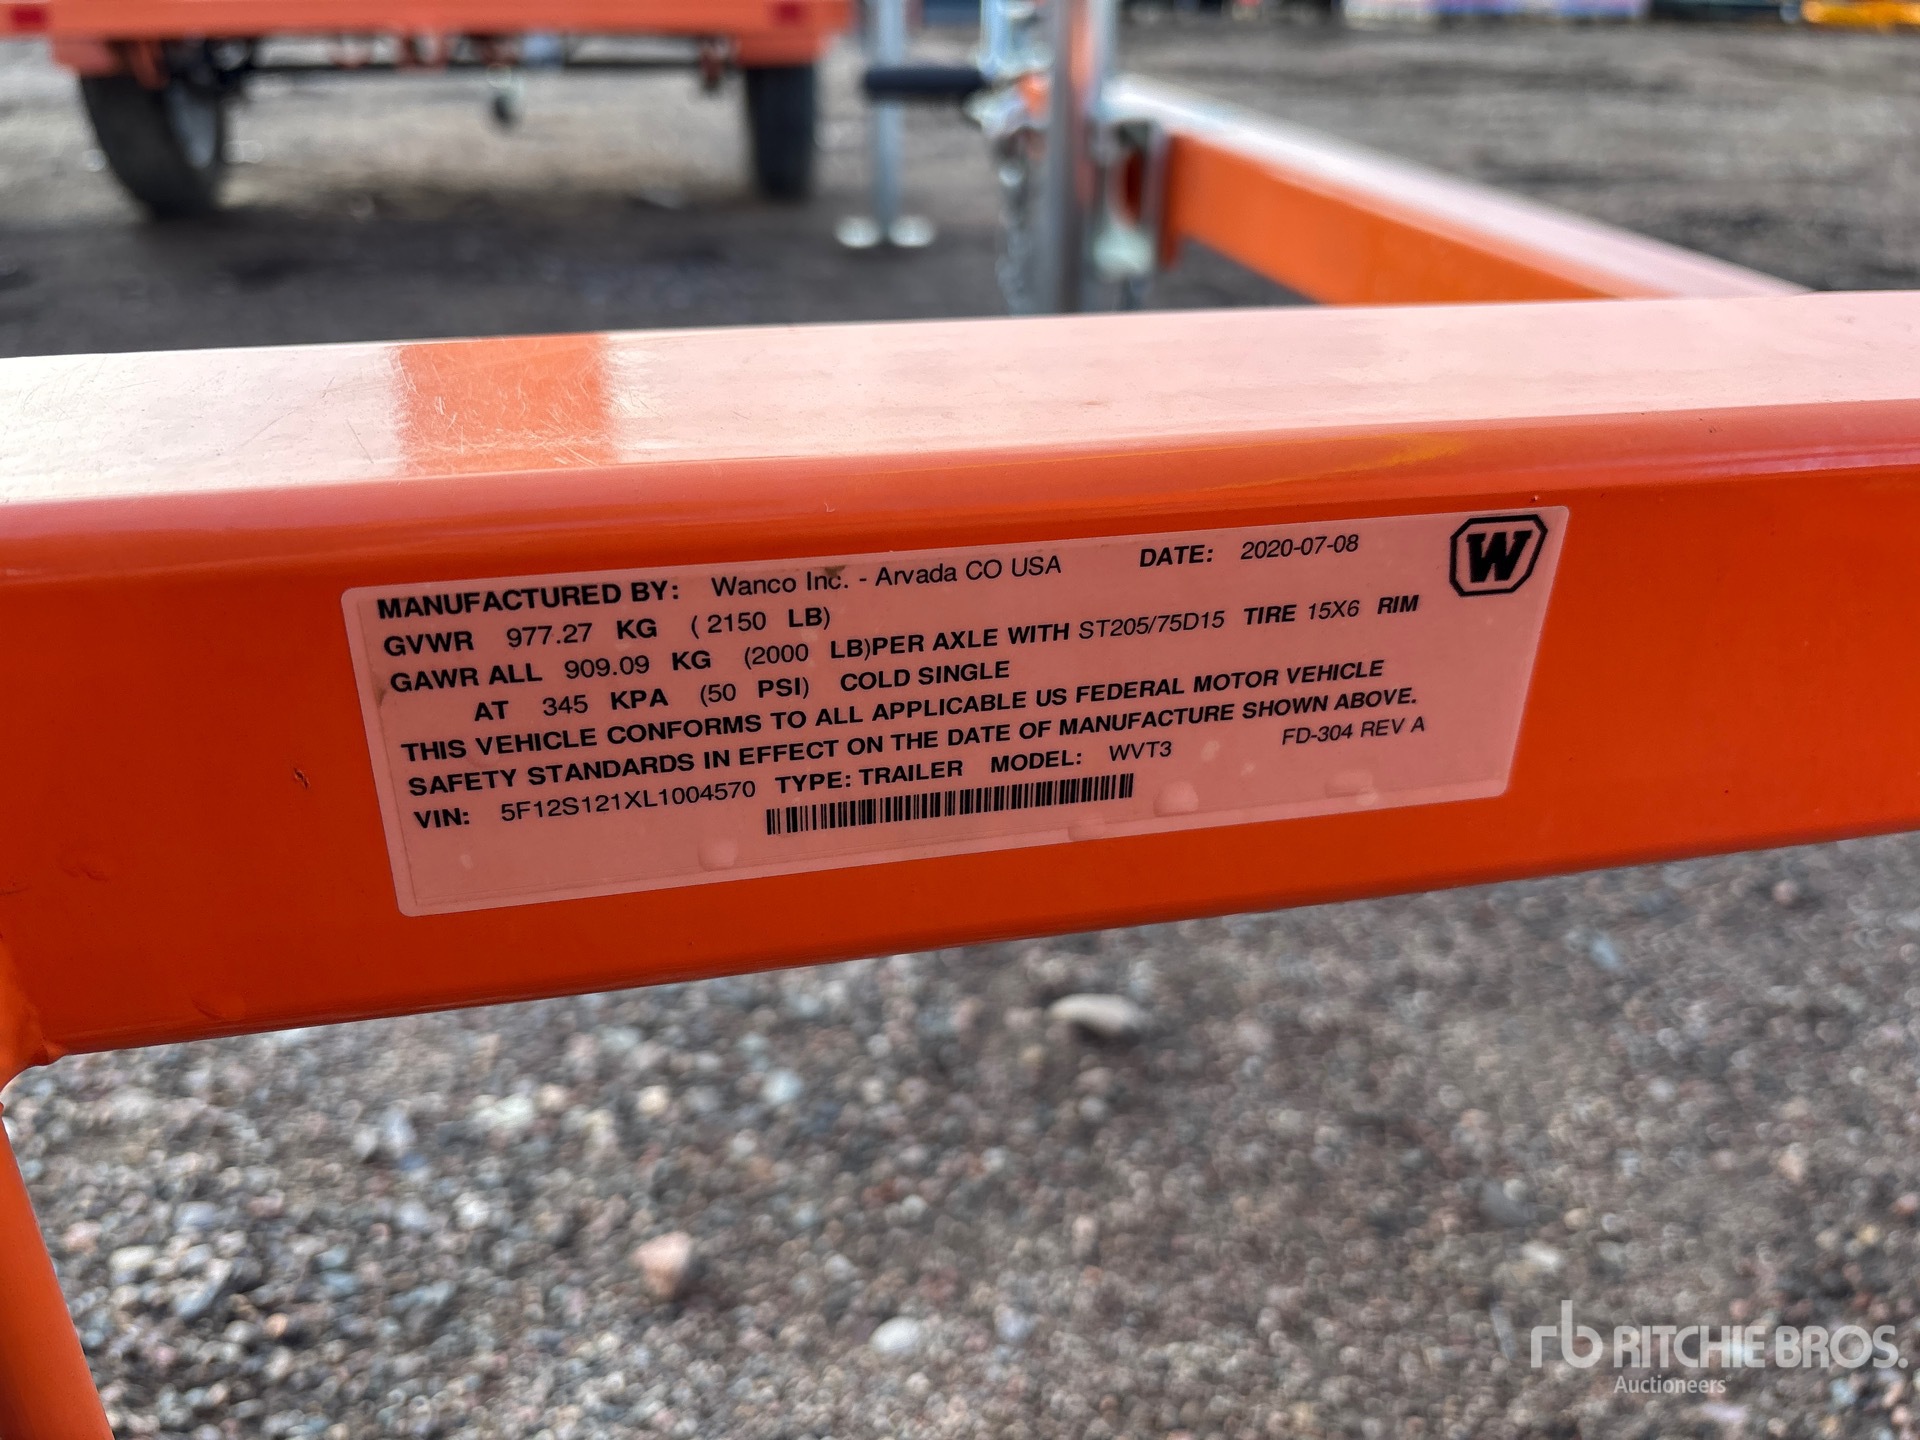 MANUFACTURED BY: Wanco Inc. - Arvada CO USA DATE: 2020-07-08 W
GVWR 977.27 KG ( 2150 LB)
GAWR ALL 909.09 KG (2000 LB)PER AXLE WITH ST205/75D15 TIRE 15X6 RIM
AT 345 KPA (50 PSI) COLD SINGLE
THIS VEHICLE CONFORMS TO ALL APPLICABLE US FEDERAL MOTOR VEHICLE
SAFETY STANDARDS IN EFFECT ON THE DATE OF MANUFACTURE SHOWN ABOVE.
VIN: 5F12S121XL1004570 TYPE: TRAILER MODEL: WVT3 FD-304 REV A
rb RITCHIE BROS.
Auctioneers